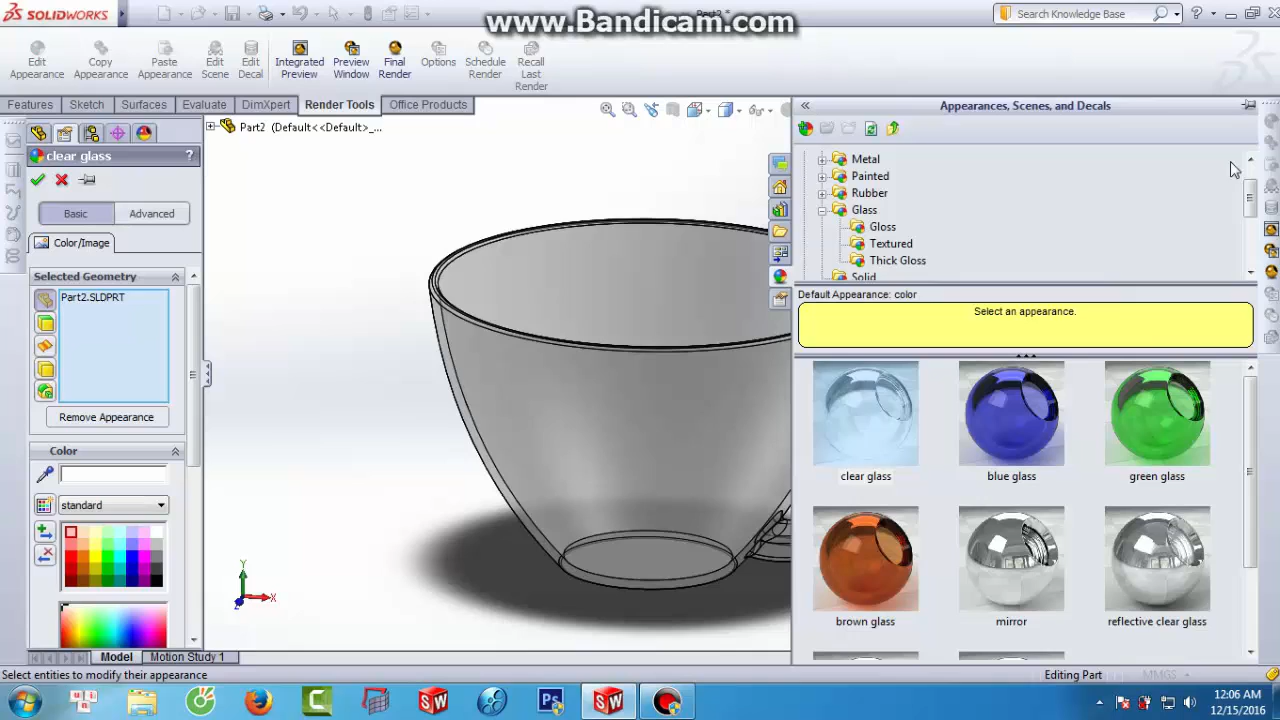 SOLIDWORKS
www.Bandicam.com
Part2 *
Search Knowledge Base
?
Edit Appearance
Copy Appearance
Paste Appearance
Edit Scene
Edit Decal
Integrated Preview
Preview Window
Final Render
Options
Schedule Render
Recall Last Render
Features
Sketch
Surfaces
Evaluate
DimXpert
Render Tools
Office Products
Appearances, Scenes, and Decals
Part2 (Default<<Default>_...
clear glass
?
Basic
Advanced
Color/Image
Selected Geometry
Part2.SLDPRT
Remove Appearance
Color
standard
Metal
Painted
Rubber
Glass
Gloss
Textured
Thick Gloss
Solid
Default Appearance: color
Select an appearance.
clear glass
blue glass
green glass
brown glass
mirror
reflective clear glass
Y
X
Z
Model
Motion Study 1
Select entities to modify their appearance
Editing Part
MMGS
12:06 AM
12/15/2016